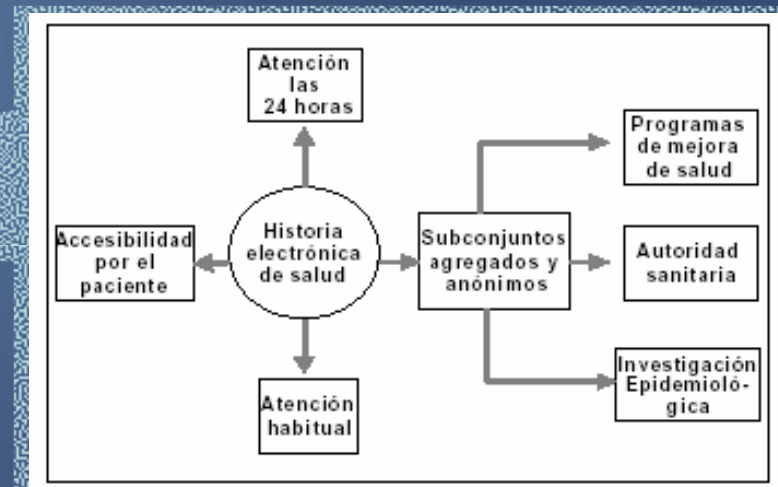 Atención
las
24 horas
Accesibilidad
por el
paciente
Historia
electrónica
de salud
Atención
habitual
Subconjuntos
agregados y
anónimos
Programas
de mejora
de salud
Autoridad
sanitaria
Investigación
Epidemioló-
gica